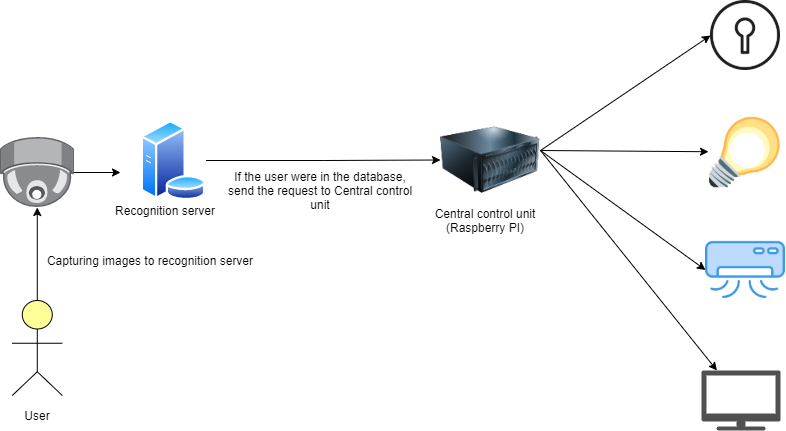 Recognition server
If the user were in the database,
send the request to Central control
unit
Central control unit
(Raspberry PI)
Capturing images to recognition server
User